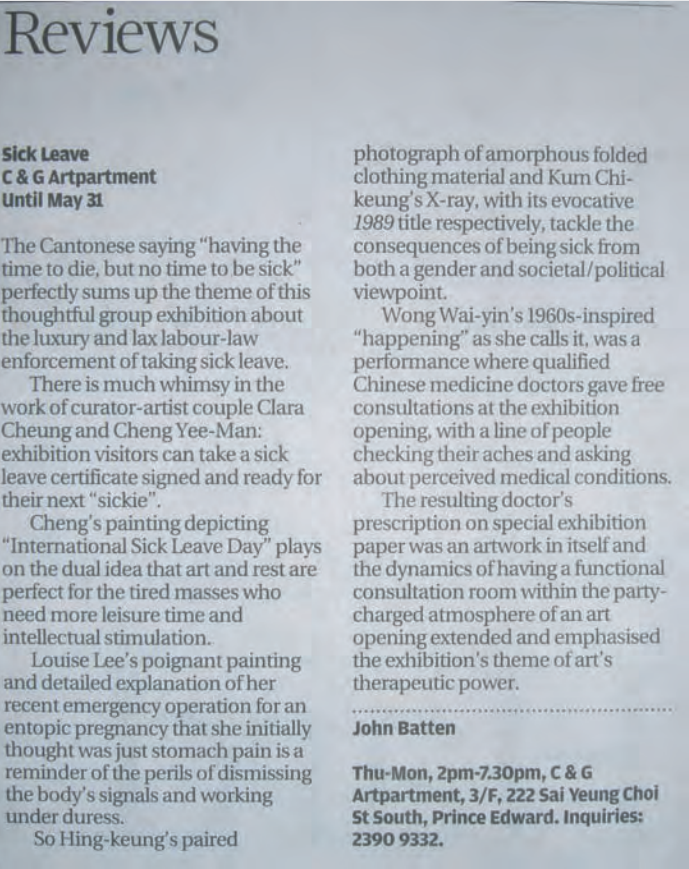 Reviews
Sick Leave
C & G Artpartment
Until May 31
The Cantonese saying “having the
time to die, but no time to be sick”
perfectly sums up the theme of this
thoughtful group exhibition about
the luxury and lax labour-law
enforcement of taking sick leave.
There is much whimsy in the
work of curator-artist couple Clara
Cheung and Cheng Yee-Man:
exhibition visitors can take a sick
leave certificate signed and ready for
their next “sickie”.
Cheng’s painting depicting
“International Sick Leave Day” plays
on the dual idea that art and rest are
perfect for the tired masses who
need more leisure time and
intellectual stimulation.
Louise Lee’s poignant painting
and detailed explanation of her
recent emergency operation for an
entopic pregnancy that she initially
thought was just stomach pain is a
reminder of the perils of dismissing
the body’s signals and working
under duress.
So Hing-keung’s paired
photograph of amorphous folded
clothing material and Kum Chi-
keung’s X-ray, with its evocative
1989 title respectively, tackle the
consequences of being sick from
both a gender and societal/political
viewpoint.
Wong Wai-yin’s 1960s-inspired
“happening” as she calls it, was a
performance where qualified
Chinese medicine doctors gave free
consultations at the exhibition
opening, with a line of people
checking their aches and asking
about perceived medical conditions.
The resulting doctor’s
prescription on special exhibition
paper was an artwork in itself and
the dynamics of having a functional
consultation room within the party-
charged atmosphere of an art
opening extended and emphasised
the exhibition’s theme of art’s
therapeutic power.
John Batten
Thu-Mon, 2pm-7.30pm, C & G
Artpartment, 3/F, 222 Sai Yeung Choi
St South, Prince Edward. Inquiries:
2390 9332.